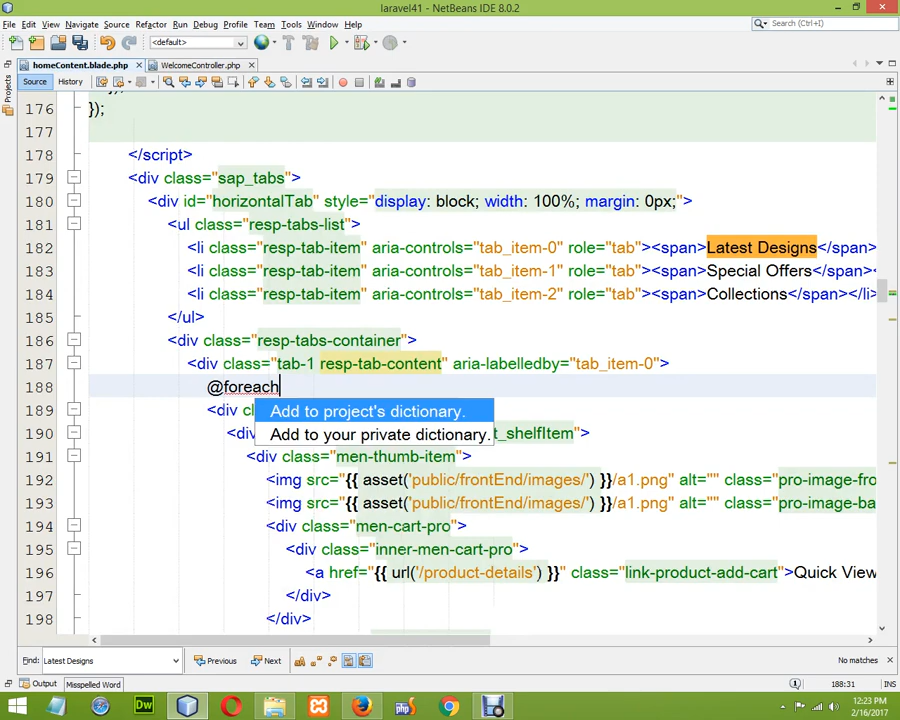 laravel41 - NetBeans IDE 8.0.2
File Edit View Navigate Source Refactor Run Debug Profile Team Tools Window Help
Search (Ctrl+I)
<default>
homeContent.blade.php WelcomeController.php
Projects
Source History
176 });
177
178 </script>
179 <div class="sap_tabs">
180 <div id="horizontalTab" style="display: block; width: 100%; margin: 0px;">
181 <ul class="resp-tabs-list">
182 <li class="resp-tab-item" aria-controls="tab_item-0" role="tab"><span>Latest Designs</span>
183 <li class="resp-tab-item" aria-controls="tab_item-1" role="tab"><span>Special Offers</span>
184 <li class="resp-tab-item" aria-controls="tab_item-2" role="tab"><span>Collections</span></li>
185 </ul>
186 <div class="resp-tabs-container">
187 <div class="tab-1 resp-tab-content" aria-labelledby="tab_item-0">
188 @foreach
189 <div cl
Add to project's dictionary.
Add to your private dictionary.
190 <div t_shelfItem">
191 <div class="men-thumb-item">
192 <img src="{{ asset('public/frontEnd/images/') }}/a1.png" alt="" class="pro-image-fro
193 <img src="{{ asset('public/frontEnd/images/') }}/a1.png" alt="" class="pro-image-ba
194 <div class="men-cart-pro">
195 <div class="inner-men-cart-pro">
196 <a href="{{ url('/product-details') }}" class="link-product-add-cart">Quick View
197 </div>
198 </div>
Find: Latest Designs Previous Next No matches
Output Misspelled Word 188:31 INS
12:23 PM
2/16/2017